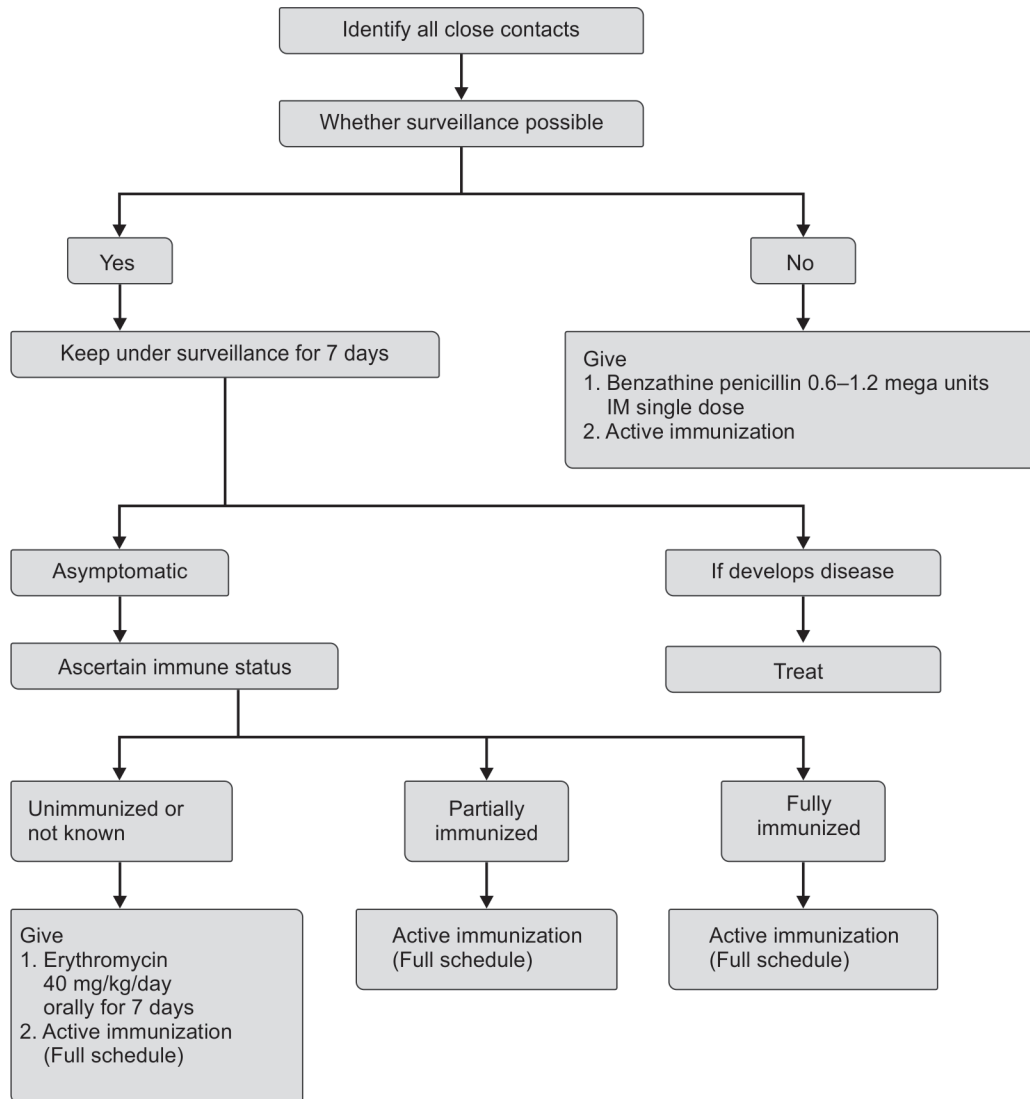 Identify all close contacts
Whether surveillance possible
Yes
No
Keep under surveillance for 7 days
Give
1. Benzathine penicillin 0.6–1.2 mega units
IM single dose
2. Active immunization
Asymptomatic
If develops disease
Ascertain immune status
Treat
Unimmunized or
not known
Partially
immunized
Fully
immunized
Give
1. Erythromycin
40 mg/kg/day
orally for 7 days
2. Active immunization
(Full schedule)
Active immunization
(Full schedule)
Active immunization
(Full schedule)